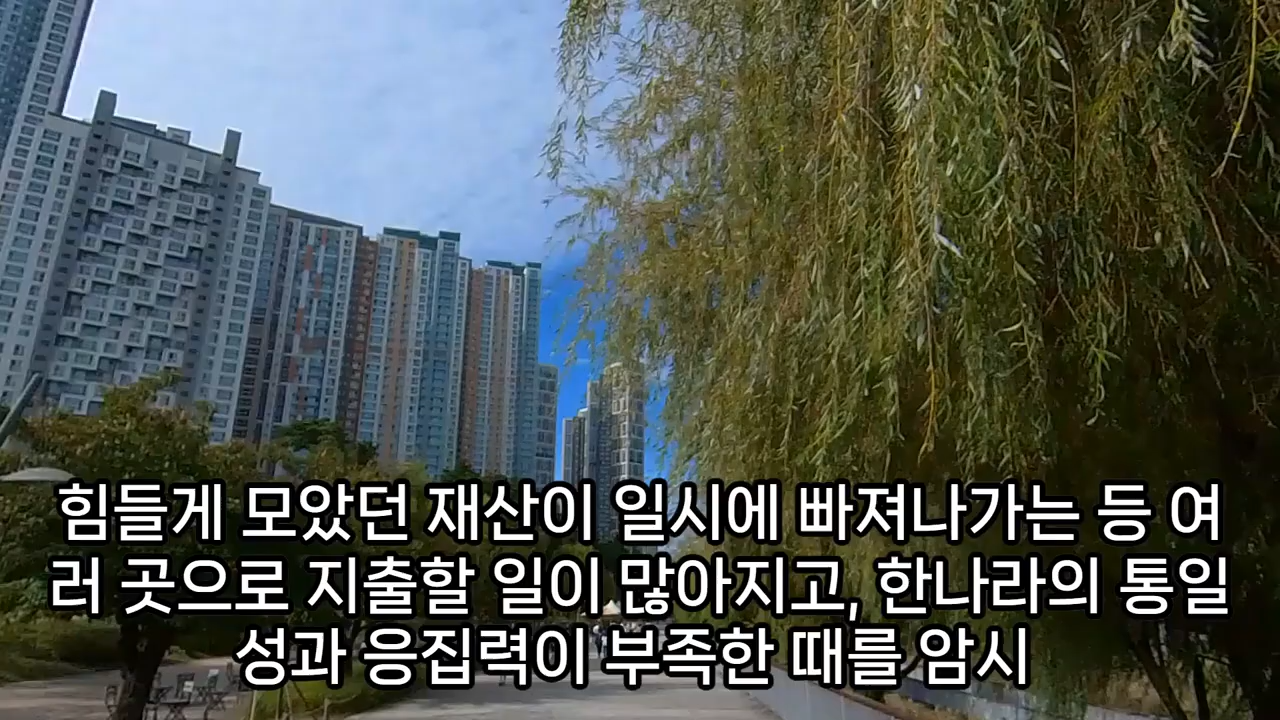 힘들게 모았던 재산이 일시에 빠져나가는 등 여
러 곳으로 지출할 일이 많아지고, 한나라의 통일
성과 응집력이 부족한 때를 암시